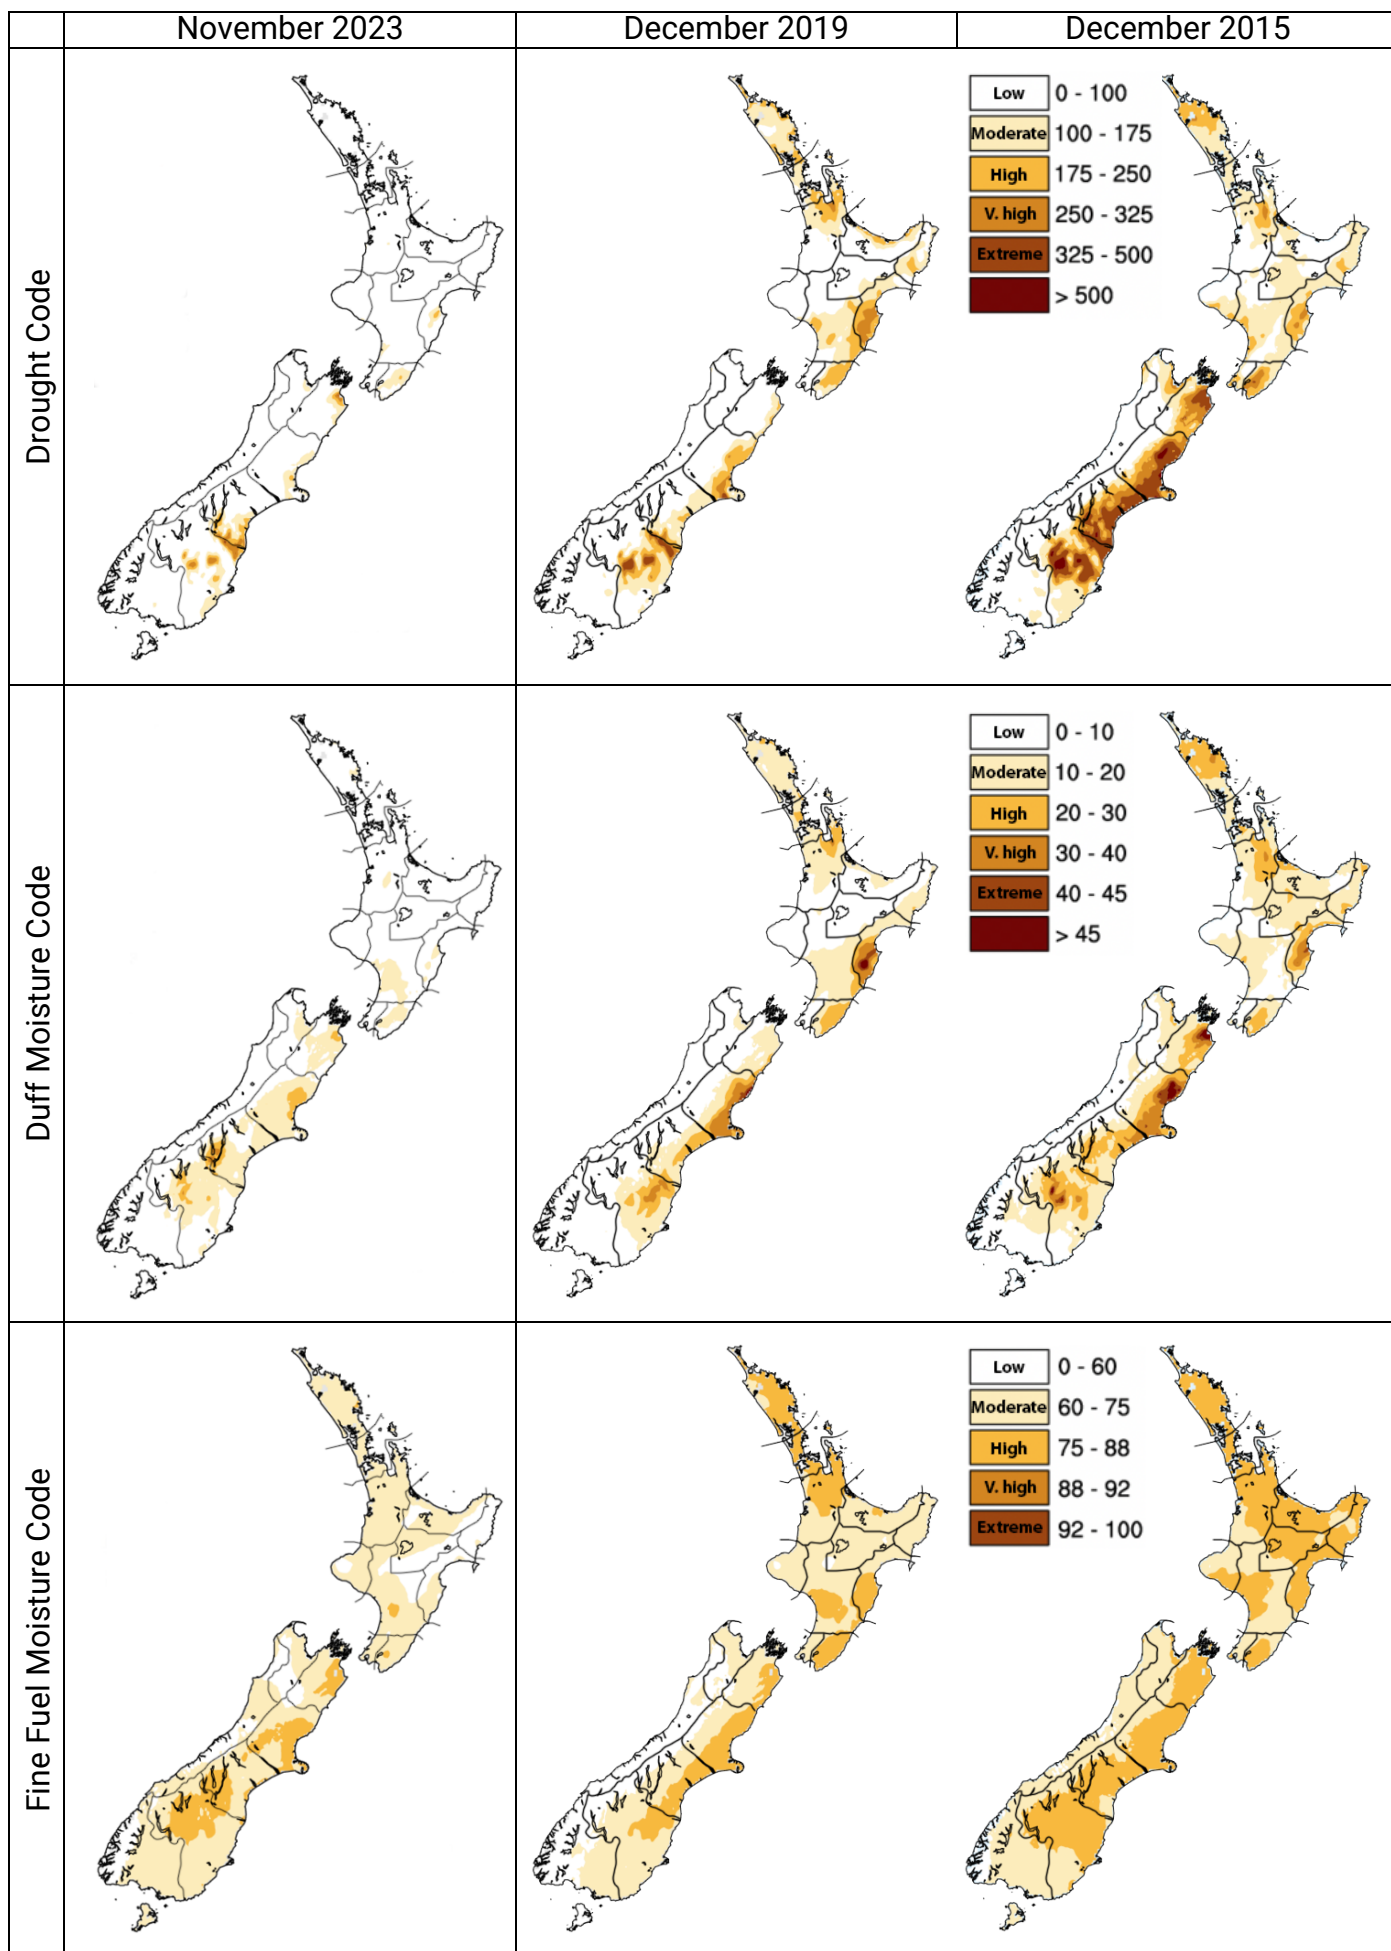 November 2023
December 2019
December 2015
Drought Code
Low 0 - 100
Moderate 100 - 175
High 175 - 250
V. high 250 - 325
Extreme 325 - 500
> 500
Duff Moisture Code
Low 0 - 10
Moderate 10 - 20
High 20 - 30
V. high 30 - 40
Extreme 40 - 45
> 45
Fine Fuel Moisture Code
Low 0 - 60
Moderate 60 - 75
High 75 - 88
V. high 88 - 92
Extreme 92 - 100